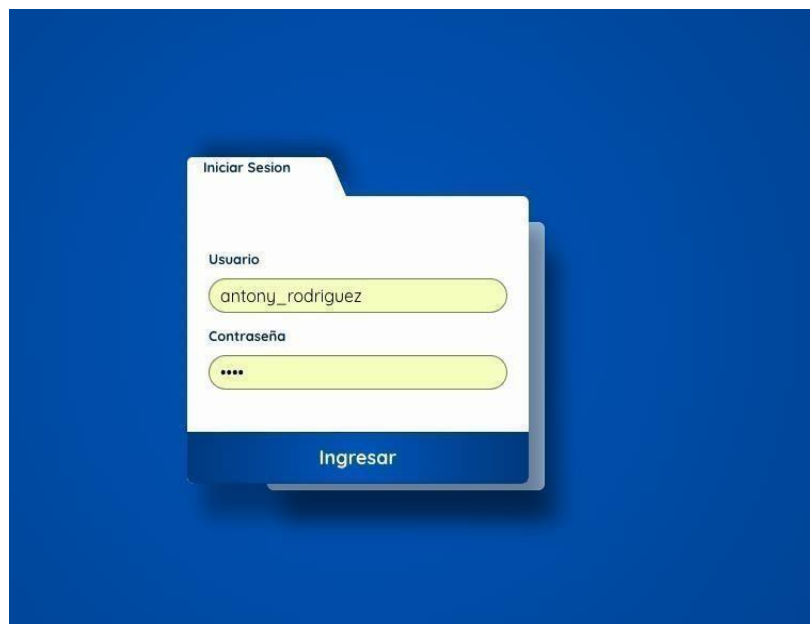 Iniciar Sesion
Usuario
antony_rodriguez
Contraseña
••••
Ingresar